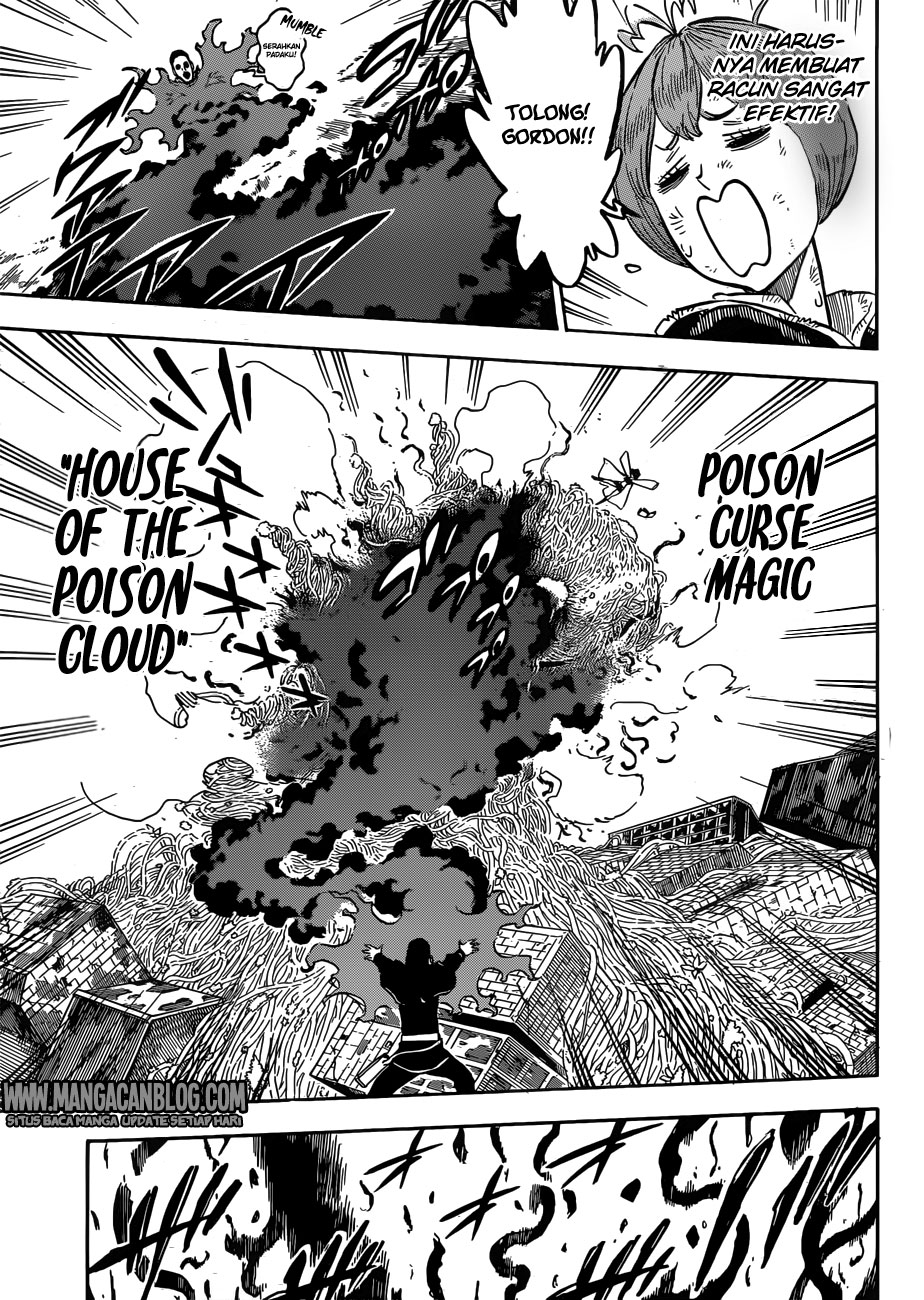 INI HARUS-
NYA MEMBUAT
RACUN SANGAT
EFEKTIF!
TOLONG!
GORDON!!
MUMBLE
SERAHKAN
PADAKU!
POISON
CURSE
MAGIC
"HOUSE
OF THE
POISON
CLOUD"
WWW.MANGACANBLOG.COM
SITUS BACA MANGA UPDATE SETIAP HARI